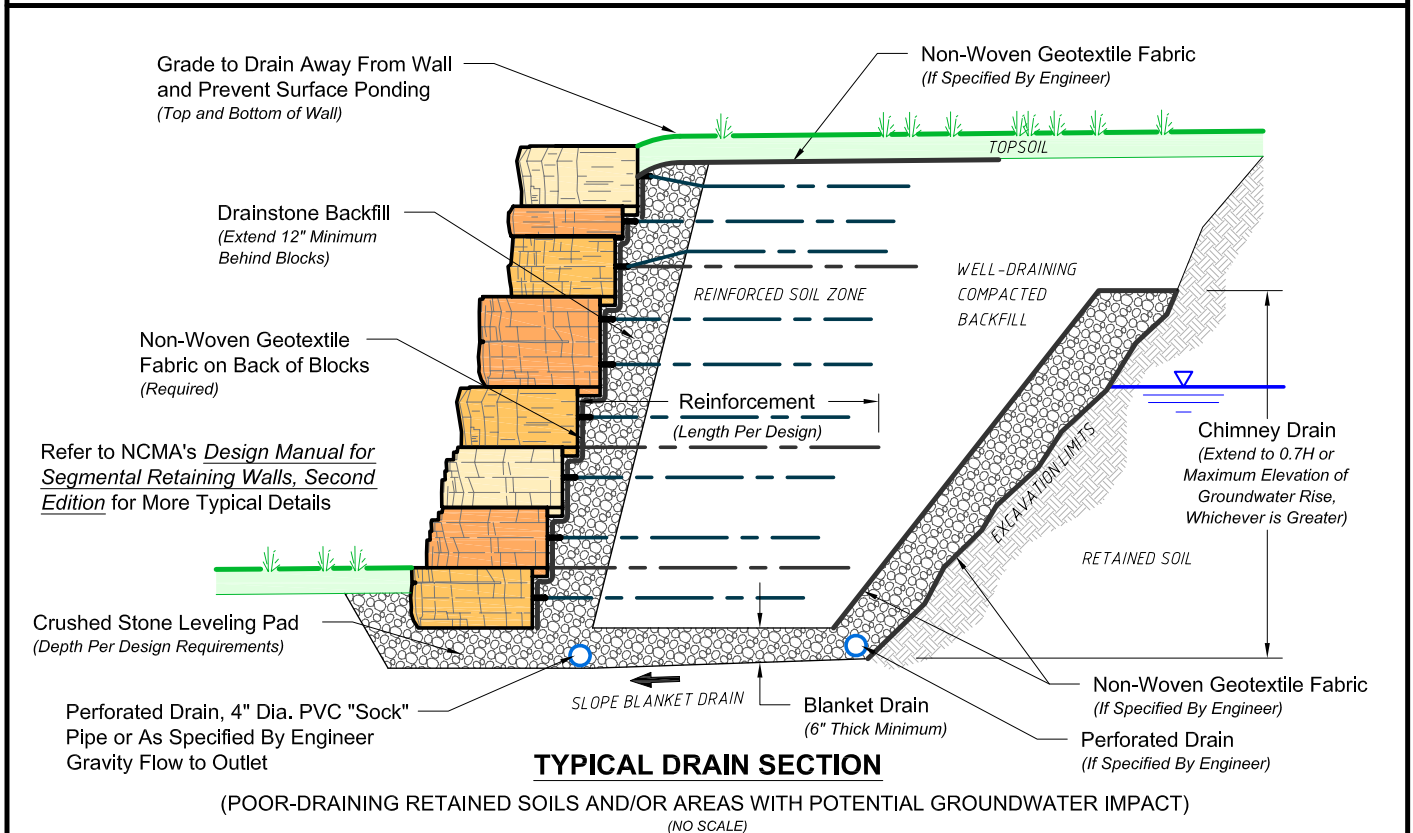 Grade to Drain Away From Wall
and Prevent Surface Ponding
(Top and Bottom of Wall)
Non-Woven Geotextile Fabric
(If Specified By Engineer)
TOPSOIL
Drainstone Backfill
(Extend 12" Minimum
Behind Blocks)
WELL-DRAINING
COMPACTED
BACKFILL
REINFORCED SOIL ZONE
Non-Woven Geotextile
Fabric on Back of Blocks
(Required)
Reinforcement
(Length Per Design)
Chimney Drain
(Extend to 0.7H or
Maximum Elevation of
Groundwater Rise,
Whichever is Greater)
EXCAVATION LIMITS
RETAINED SOIL
Refer to NCMA's Design Manual for
Segmental Retaining Walls, Second
Edition for More Typical Details
Crushed Stone Leveling Pad
(Depth Per Design Requirements)
SLOPE BLANKET DRAIN
Blanket Drain
(6" Thick Minimum)
Non-Woven Geotextile Fabric
(If Specified By Engineer)
Perforated Drain
(If Specified By Engineer)
Perforated Drain, 4" Dia. PVC "Sock"
Pipe or As Specified By Engineer
Gravity Flow to Outlet
TYPICAL DRAIN SECTION
(POOR-DRAINING RETAINED SOILS AND/OR AREAS WITH POTENTIAL GROUNDWATER IMPACT)
(NO SCALE)